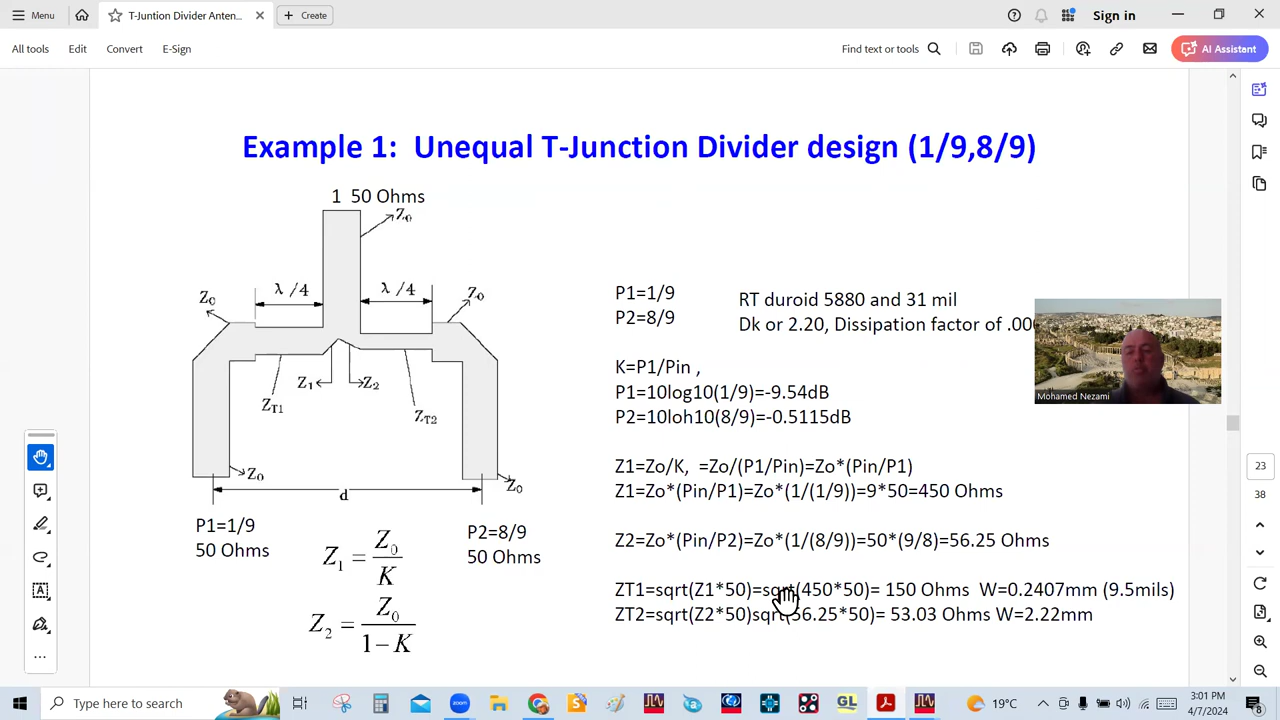 Menu
T-Juntion Divider Anten...
Create
Sign in
All tools
Edit
Convert
E-Sign
Find text or tools
AI Assistant
Example 1: Unequal T-Junction Divider design (1/9,8/9)
1 50 Ohms
Z0
λ/4
λ/4
Z0
Z0
Z1
Z2
ZT1
ZT2
Z0
Z0
d
P1=1/9
50 Ohms
P2=8/9
50 Ohms
Z1 = Z0/K
Z2 = Z0/1−K
P1=1/9
P2=8/9
RT duroid 5880 and 31 mil
Dk or 2.20, Dissipation factor of .00
K=P1/Pin ,
P1=10log10(1/9)=-9.54dB
P2=10loh10(8/9)=-0.5115dB
Z1=Zo/K, =Zo/(P1/Pin)=Zo*(Pin/P1)
Z1=Zo*(Pin/P1)=Zo*(1/(1/9))=9*50=450 Ohms
Z2=Zo*(Pin/P2)=Zo*(1/(8/9))=50*(9/8)=56.25 Ohms
ZT1=sqrt(Z1*50)=sqrt(450*50)= 150 Ohms W=0.2407mm (9.5mils)
ZT2=sqrt(Z2*50)sqrt(56.25*50)= 53.03 Ohms W=2.22mm
Mohamed Nezami
23
38
Type here to search
GL
19°C
3:01 PM
4/7/2024
8